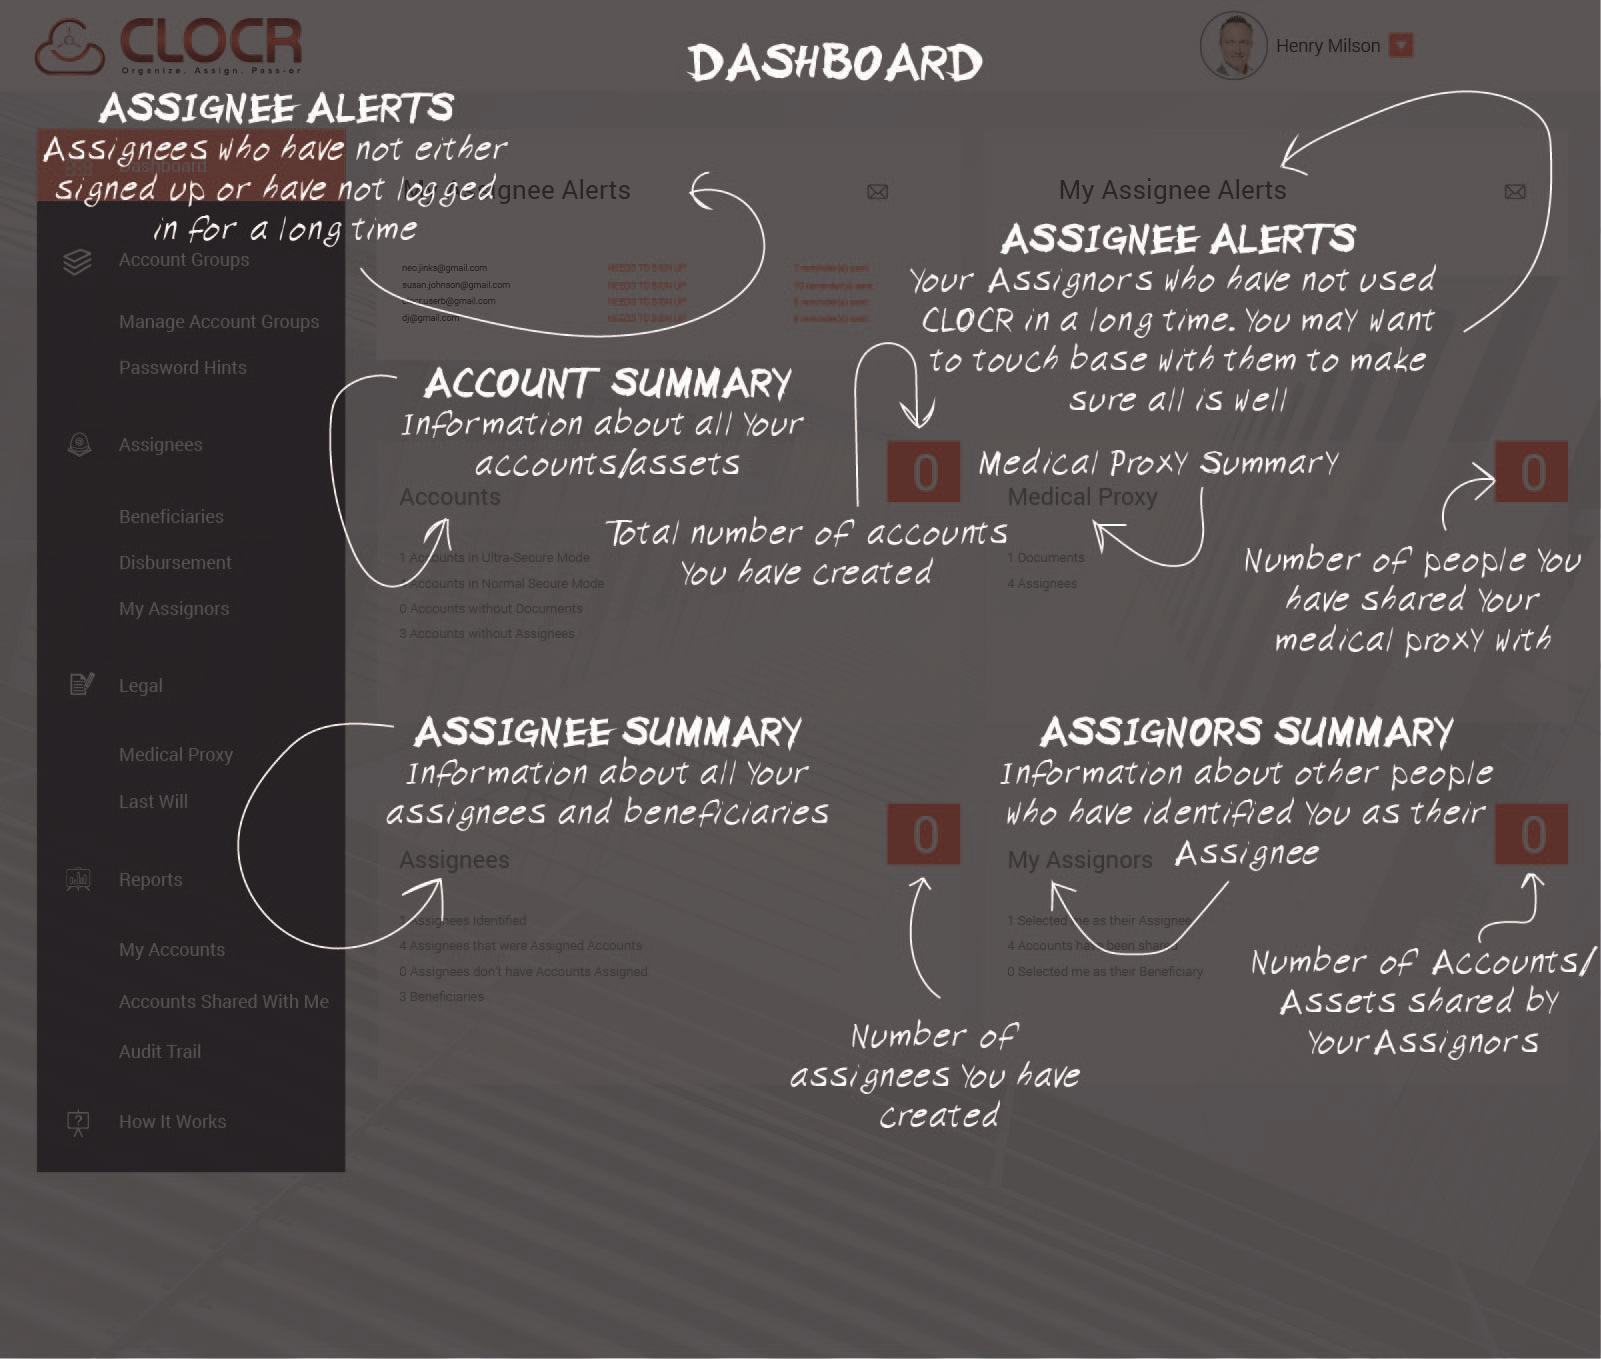 CLOCR
Organize. Assign. Pass-on
DASHBOARD
Henry Milson
ASSIGNEE ALERTS
Assignees who have not either
signed up or have not logged
in for a long time
Dashboard
Account Groups
Manage Account Groups
Password Hints
Assignees
Beneficiaries
Disbursement
My Assignors
Legal
Medical Proxy
Last Will
Reports
My Accounts
Accounts Shared With Me
Audit Trail
How It Works
My Assignee Alerts
neo.jinks@gmail.com NEEDS TO SIGN UP 7 reminder(s) sent
susan.johnson@gmail.com NEEDS TO SIGN UP 10 reminder(s) sent
NEEDS TO SIGN UP reminder(s) sent
dj@gmail.com NEEDS TO SIGN UP reminder(s) sent
My Assignee Alerts
ASSIGNEE ALERTS
Your Assignors who have not used
CLOCR in a long time. You may want
to touch base with them to make
sure all is well
ACCOUNT SUMMARY
Information about all your
accounts/assets
Accounts
0
Total number of accounts
you have created
1 Accounts in Ultra-Secure Mode
Accounts in Normal Secure Mode
0 Accounts without Documents
3 Accounts without Assignees
Medical Proxy Summary
Medical Proxy
0
1 Documents
4 Assignees
Number of people you
have shared your
medical proxy with
ASSIGNEE SUMMARY
Information about all your
assignees and beneficiaries
Assignees
0
1 Assignees Identified
4 Assignees that were Assigned Accounts
0 Assignees don't have Accounts Assigned
3 Beneficiaries
Number of
assignees you have
created
ASSIGNORS SUMMARY
Information about other people
who have identified you as their
Assignee
My Assignors
0
1 Selected me as their Assignee
4 Accounts have been shared
0 Selected me as their Beneficiary
Number of Accounts/
Assets shared by
your Assignors